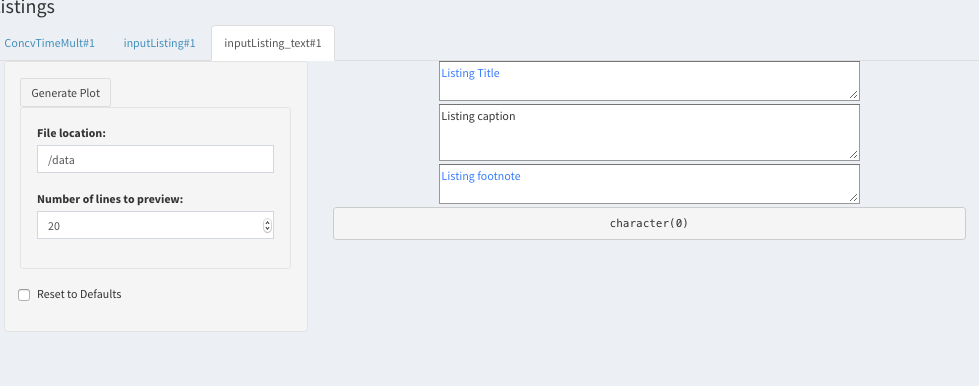 istings
ConcvTimeMult#1 inputListing#1 inputListing_text#1
Generate Plot
File location:
/data
Number of lines to preview:
20
Reset to Defaults
Listing Title
Listing caption
Listing footnote
character(0)